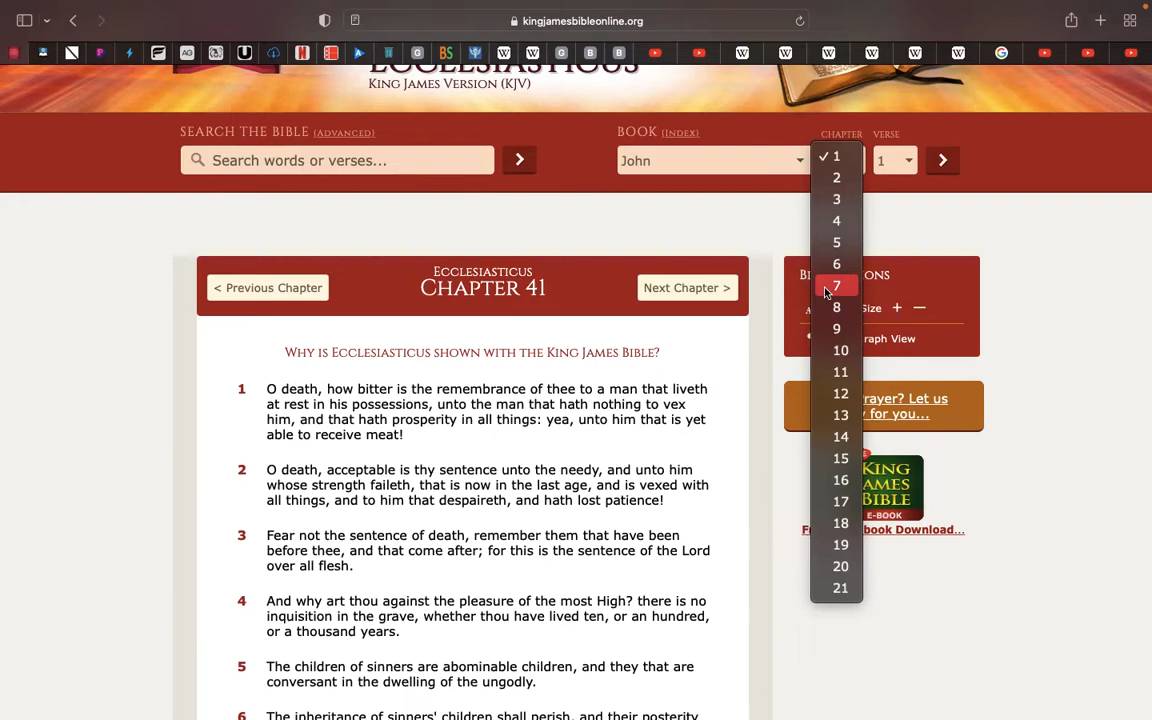 kingjamesbibleonline.org
AG
U
G
BS
W
W
G
B
B
W
W
W
W
W
W
G
ECCLESIASTICUS
KING JAMES VERSION (KJV)
SEARCH THE BIBLE (ADVANCED)
BOOK (INDEX)
CHAPTER
VERSE
Search words or verses...
John
1
✓ 1
2
3
4
5
6
7
8
9
10
11
12
13
14
15
16
17
18
19
20
21
< Previous Chapter
ECCLESIASTICUS
CHAPTER 41
Next Chapter >
WHY IS ECCLESIASTICUS SHOWN WITH THE KING JAMES BIBLE?
1 O death, how bitter is the remembrance of thee to a man that liveth
at rest in his possessions, unto the man that hath nothing to vex
him, and that hath prosperity in all things: yea, unto him that is yet
able to receive meat!
2 O death, acceptable is thy sentence unto the needy, and unto him
whose strength faileth, that is now in the last age, and is vexed with
all things, and to him that despaireth, and hath lost patience!
3 Fear not the sentence of death, remember them that have been
before thee, and that come after; for this is the sentence of the Lord
over all flesh.
4 And why art thou against the pleasure of the most High? there is no
inquisition in the grave, whether thou have lived ten, or an hundred,
or a thousand years.
5 The children of sinners are abominable children, and they that are
conversant in the dwelling of the ungodly.
6 The inheritance of sinners' children shall perish, and their posterity
Size + −
View
Prayer? Let us
for you...
KING
JAMES
BIBLE
E-BOOK
Download...